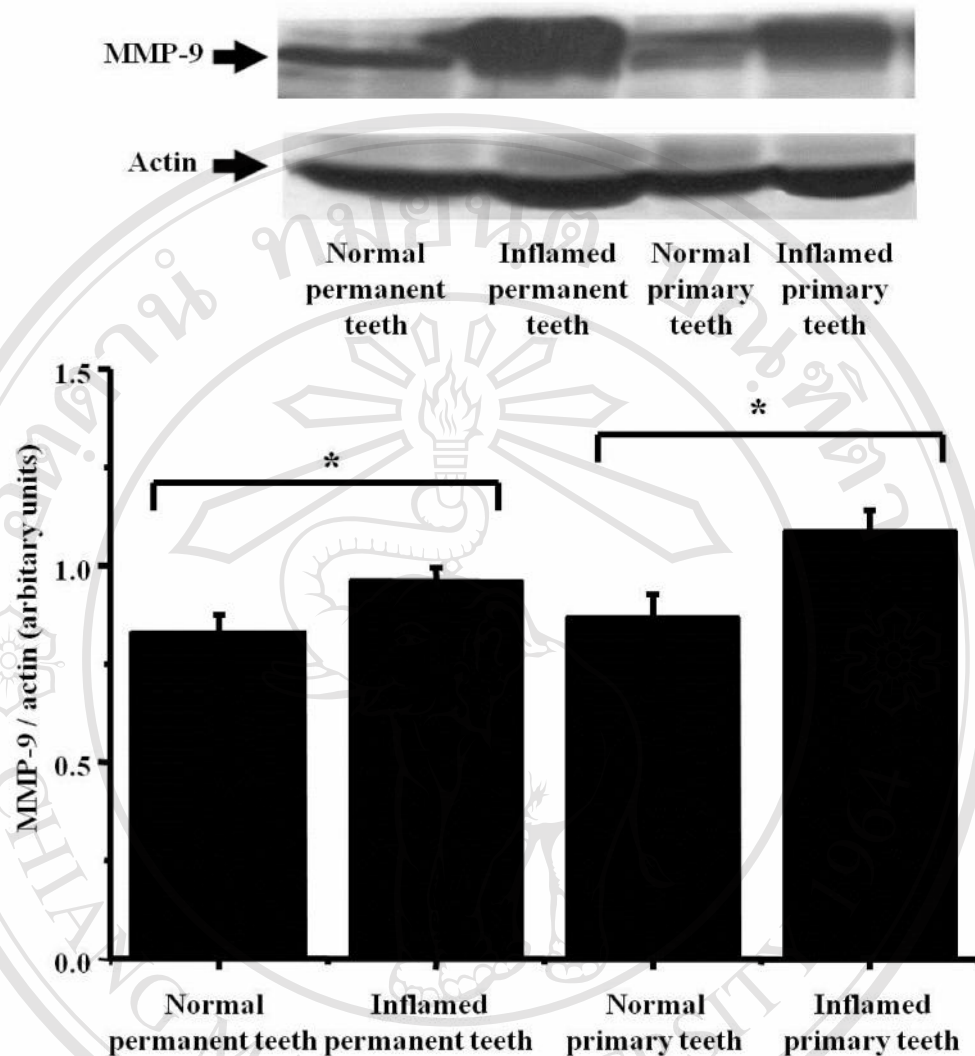 MMP-9
Actin
Normal permanent teeth
Inflamed permanent teeth
Normal primary teeth
Inflamed primary teeth
MMP-9 / actin (arbitary units)
1.5
1.0
0.5
0.0
*
*
Normal permanent teeth
Inflamed permanent teeth
Normal primary teeth
Inflamed primary teeth
CHIANG
1964